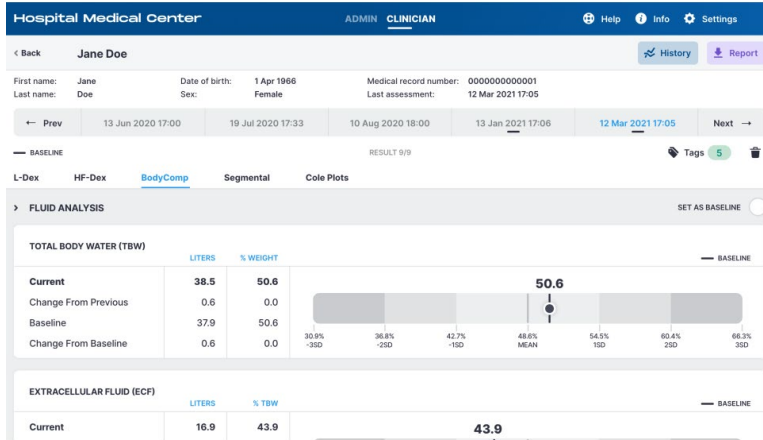 Hospital Medical Center ADMIN CLINICIAN Help Info Settings
< Back Jane Doe History Report
First name: Jane Date of birth: 1 Apr 1966 Medical record number: 0000000000001
Last name: Doe Sex: Female Last assessment: 12 Mar 2021 17:05
← Prev 13 Jun 2020 17:00 19 Jul 2020 17:33 10 Aug 2020 18:00 13 Jan 2021 17:06 12 Mar 2021 17:05 Next →
BASELINE RESULT 9/9 Tags 5
L-Dex HF-Dex BodyComp Segmental Cole Plots
> FLUID ANALYSIS SET AS BASELINE
TOTAL BODY WATER (TBW)
LITERS % WEIGHT BASELINE
Current 38.5 50.6 50.6
Change From Previous 0.6 0.0
Baseline 37.9 50.6
Change From Baseline 0.6 0.0
30.9% 36.8% 42.7% 48.6% 54.5% 60.4% 66.3%
-3SD -2SD -1SD MEAN 1SD 2SD 3SD
EXTRACELLULAR FLUID (ECF)
LITERS % TBW BASELINE
Current 16.9 43.9 43.9